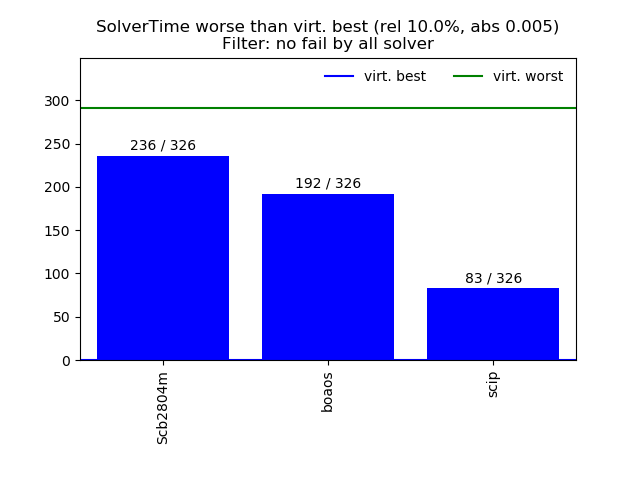 SolverTime worse than virt. best (rel 10.0%, abs 0.005)
Filter: no fail by all solver
virt. best
virt. worst
300
250
200
150
100
50
0
236 / 326
192 / 326
83 / 326
Scb2804m
boaos
scip